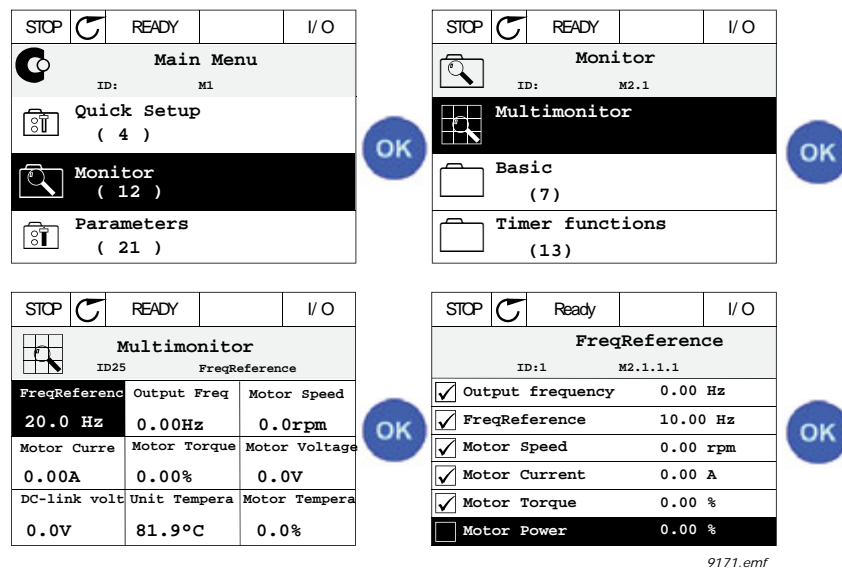 STOP READY I/O
Main Menu
ID: M1
Quick Setup
( 4 )
Monitor
( 12 )
Parameters
( 21 )
OK
STOP READY I/O
Monitor
ID: M2.1
Multimonitor
Basic
(7)
Timer functions
(13)
OK
STOP READY I/O
Multimonitor
ID25 FreqReference
FreqReferenc Output Freq Motor Speed
20.0 Hz 0.00Hz 0.0rpm
Motor Curre Motor Torque Motor Voltage
0.00A 0.00% 0.0V
DC-link volt Unit Tempera Motor Tempera
0.0V 81.9°C 0.0%
OK
STOP Ready I/O
FreqReference
ID:1 M2.1.1.1
Output frequency 0.00 Hz
FreqReference 10.00 Hz
Motor Speed 0.00 rpm
Motor Current 0.00 A
Motor Torque 0.00 %
Motor Power 0.00 %
OK
9171.emf